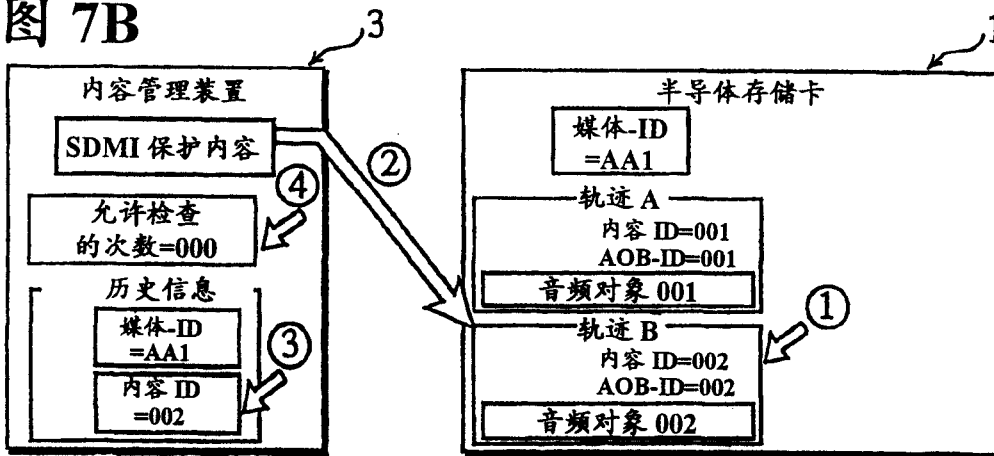 图 7B
3
内容管理装置
SDMI 保护内容
②
④
允许检查
的次数=000
历史信息
媒体-ID
=AA1
③
内容 ID
=002
1
半导体存储卡
媒体-ID
=AA1
轨迹 A
内容 ID=001
AOB-ID=001
音频对象 001
①
轨迹 B
内容 ID=002
AOB-ID=002
音频对象 002